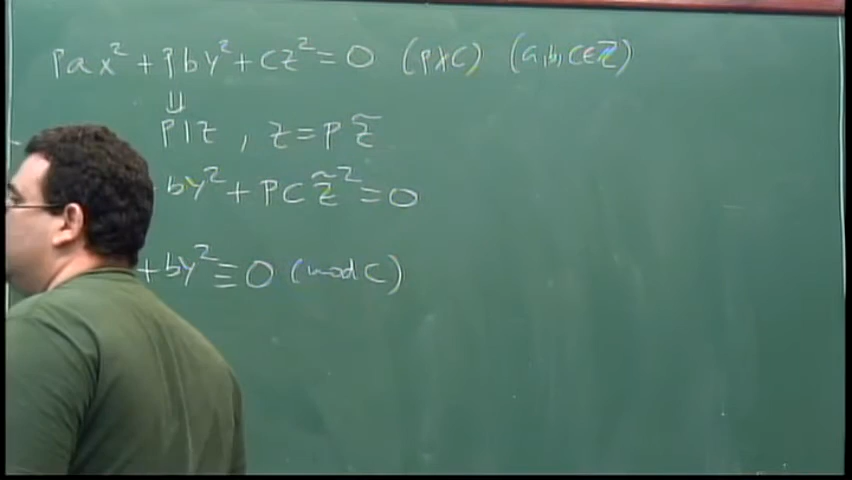 pax² + pby² + cz² = 0 (p∤c) (a,b,c∈ℤ)
⇓
p|z , z = p z̃
by² + pc z̃² = 0
+ by² ≡ 0 (mod c)